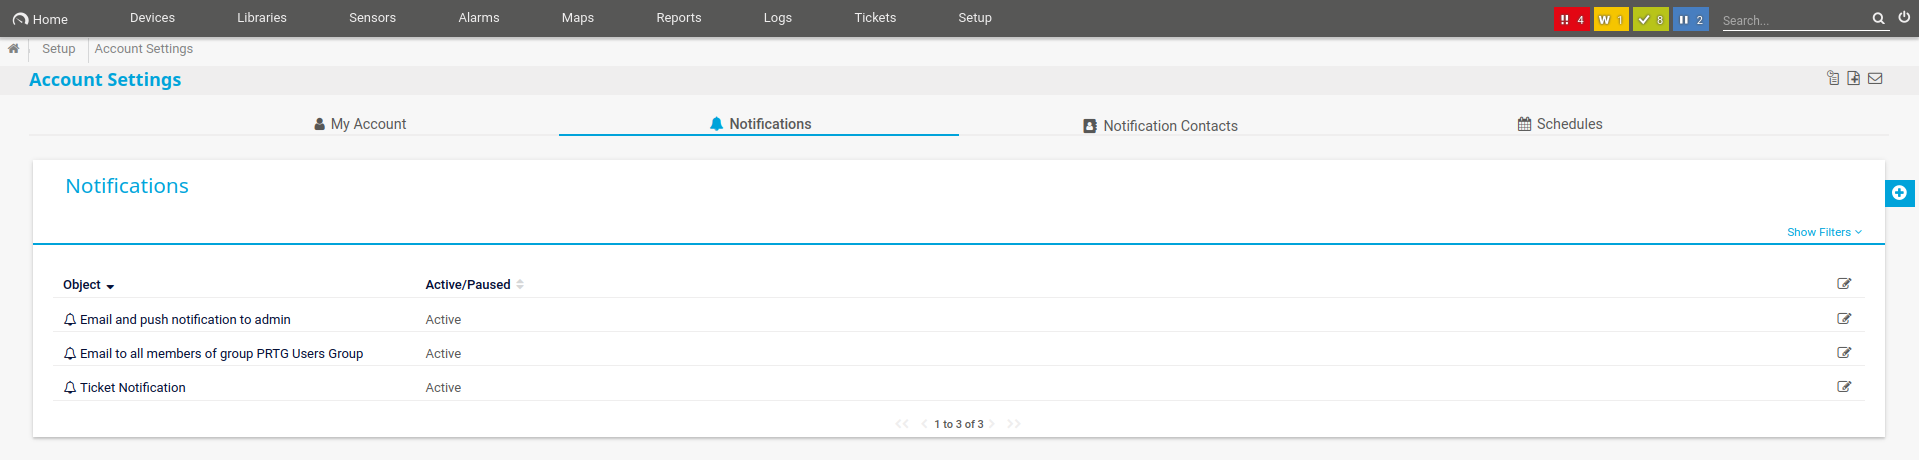 Home Devices Libraries Sensors Alarms Maps Reports Logs Tickets Setup !! 4 W 1 8 2 Search...
Setup Account Settings
Account Settings
My Account Notifications Notification Contacts Schedules
Notifications
Show Filters
Object Active/Paused
Email and push notification to admin Active
Email to all members of group PRTG Users Group Active
Ticket Notification Active
1 to 3 of 3